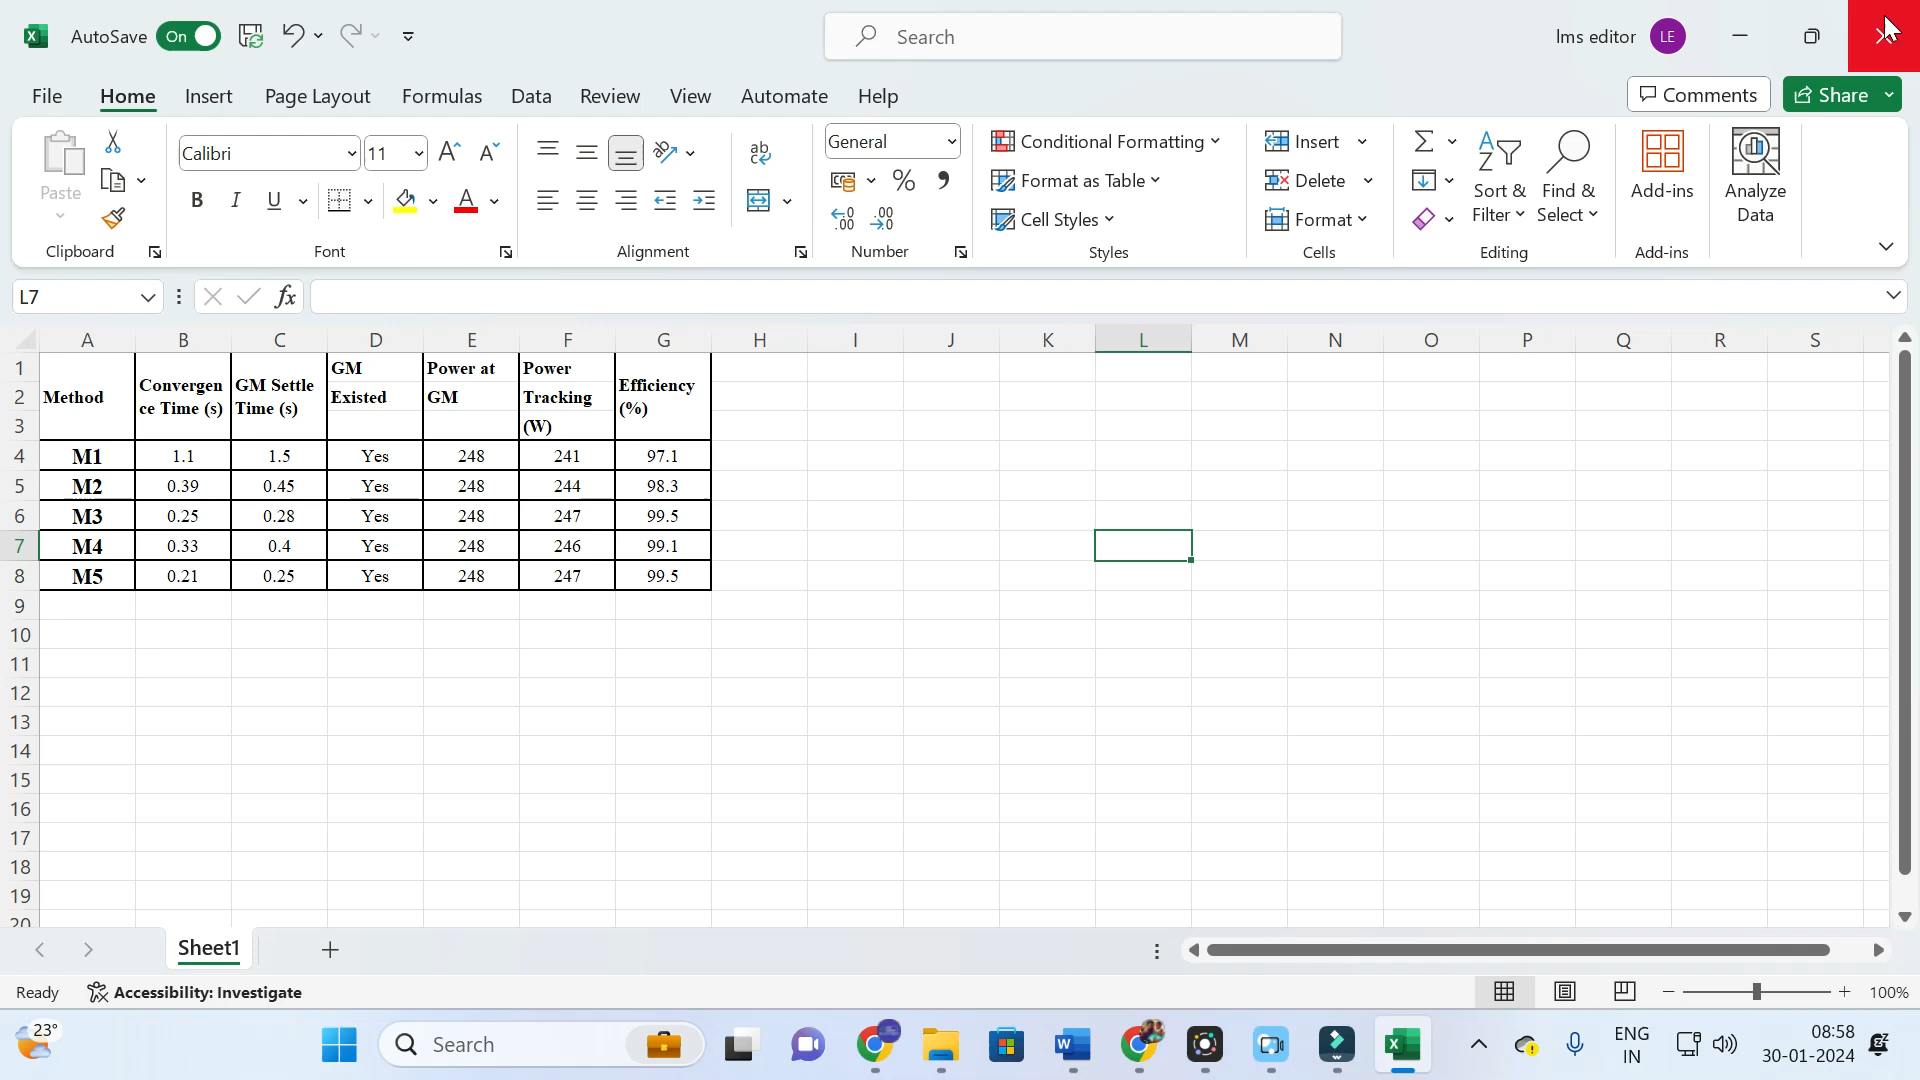 AutoSave On Search lms editor LE
File Home Insert Page Layout Formulas Data Review View Automate Help Comments Share
Paste Calibri 11 General Conditional Formatting Insert
Format as Table Delete Sort & Find & Add-ins Analyze
Cell Styles Format Filter Select Data
Clipboard Font Alignment Number Styles Cells Editing Add-ins
L7 fx
A B C D E F G H I J K L M N O P Q R S
1 GM Power at Power
2 Method Convergen GM Settle Existed GM Tracking Efficiency
ce Time (s) Time (s) (%)
3 (W)
4 M1 1.1 1.5 Yes 248 241 97.1
5 M2 0.39 0.45 Yes 248 244 98.3
6 M3 0.25 0.28 Yes 248 247 99.5
7 M4 0.33 0.4 Yes 248 246 99.1
8 M5 0.21 0.25 Yes 248 247 99.5
9
10
11
12
13
14
15
16
17
18
19
20
Sheet1
Ready Accessibility: Investigate 100%
23° Search ENG 08:58
IN 30-01-2024